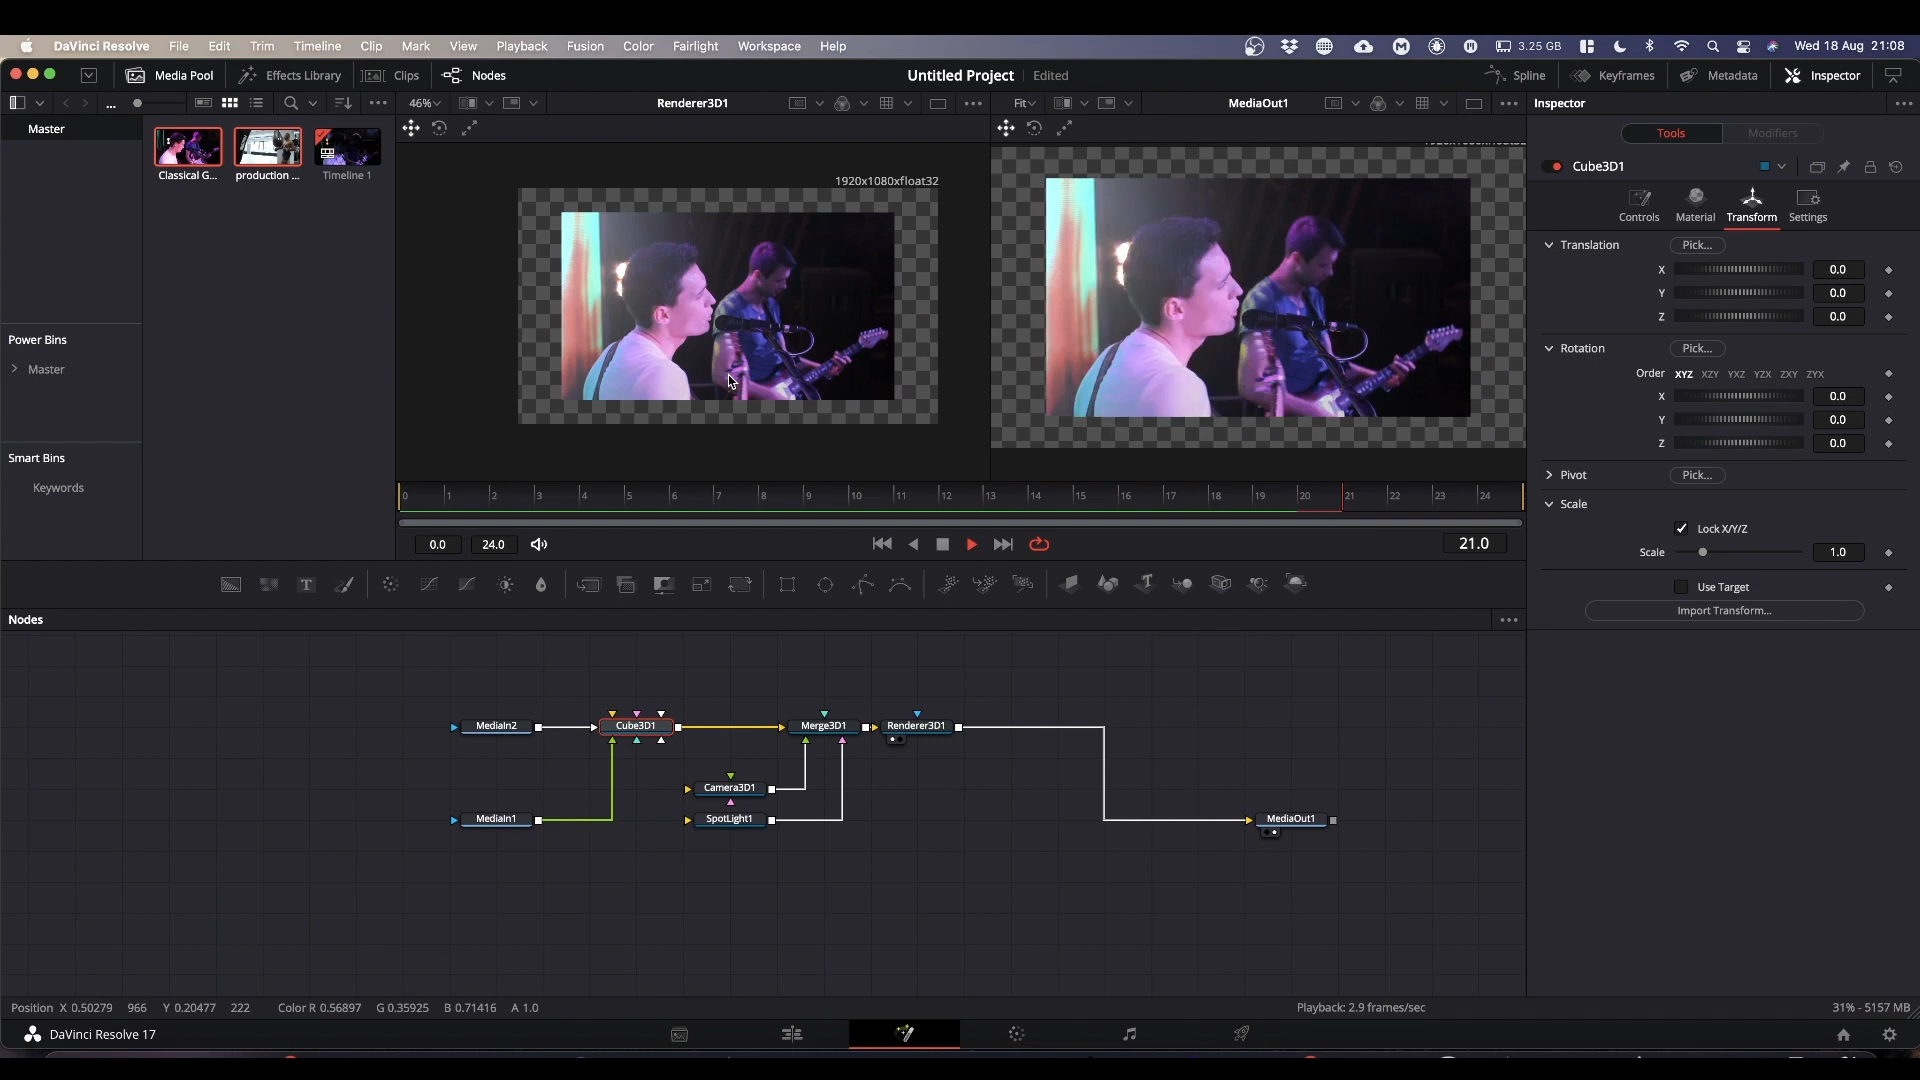 DaVinci Resolve File Edit Trim Timeline Clip Mark View Playback Fusion Color Fairlight Workspace Help 3.25 GB Wed 18 Aug 21:08
Media Pool Effects Library Clips Nodes Untitled Project Edited Spline Keyframes Metadata Inspector
... 46% Renderer3D1 Fit MediaOut1 Inspector
Master
Tools Modifiers
Cube3D1
Classical G... production ... Timeline 1
1920x1080xfloat32
Controls Material Transform Settings
Translation Pick...
X 0.0
Y 0.0
Z 0.0
Power Bins
Master
Rotation Pick...
Order XYZ XZY YXZ YZX ZXY ZYX
X 0.0
Y 0.0
Z 0.0
Smart Bins
Keywords
Pivot Pick...
0 1 2 3 4 5 6 7 8 9 10 11 12 13 14 15 16 17 18 19 20 21 22 23 24
Scale
Lock X/Y/Z
0.0 24.0 21.0
Scale 1.0
Use Target
Import Transform...
T T
Nodes
MediaIn2 Cube3D1 Merge3D1 Renderer3D1
Camera3D1
MediaIn1 SpotLight1 MediaOut1
Position X 0.50279 966 Y 0.20477 222 Color R 0.56897 G 0.35925 B 0.71416 A 1.0 Playback: 2.9 frames/sec 31% - 5157 MB
DaVinci Resolve 17